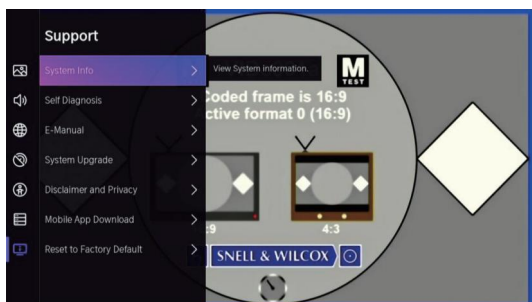 Support
System Info
View System information.
Self Diagnosis
E-Manual
System Upgrade
Disclaimer and Privacy
Mobile App Download
Reset to Factory Default
M
TEST
Coded frame is 16:9
ctive format 0 (16:9)
:9
4:3
SNELL & WILCOX